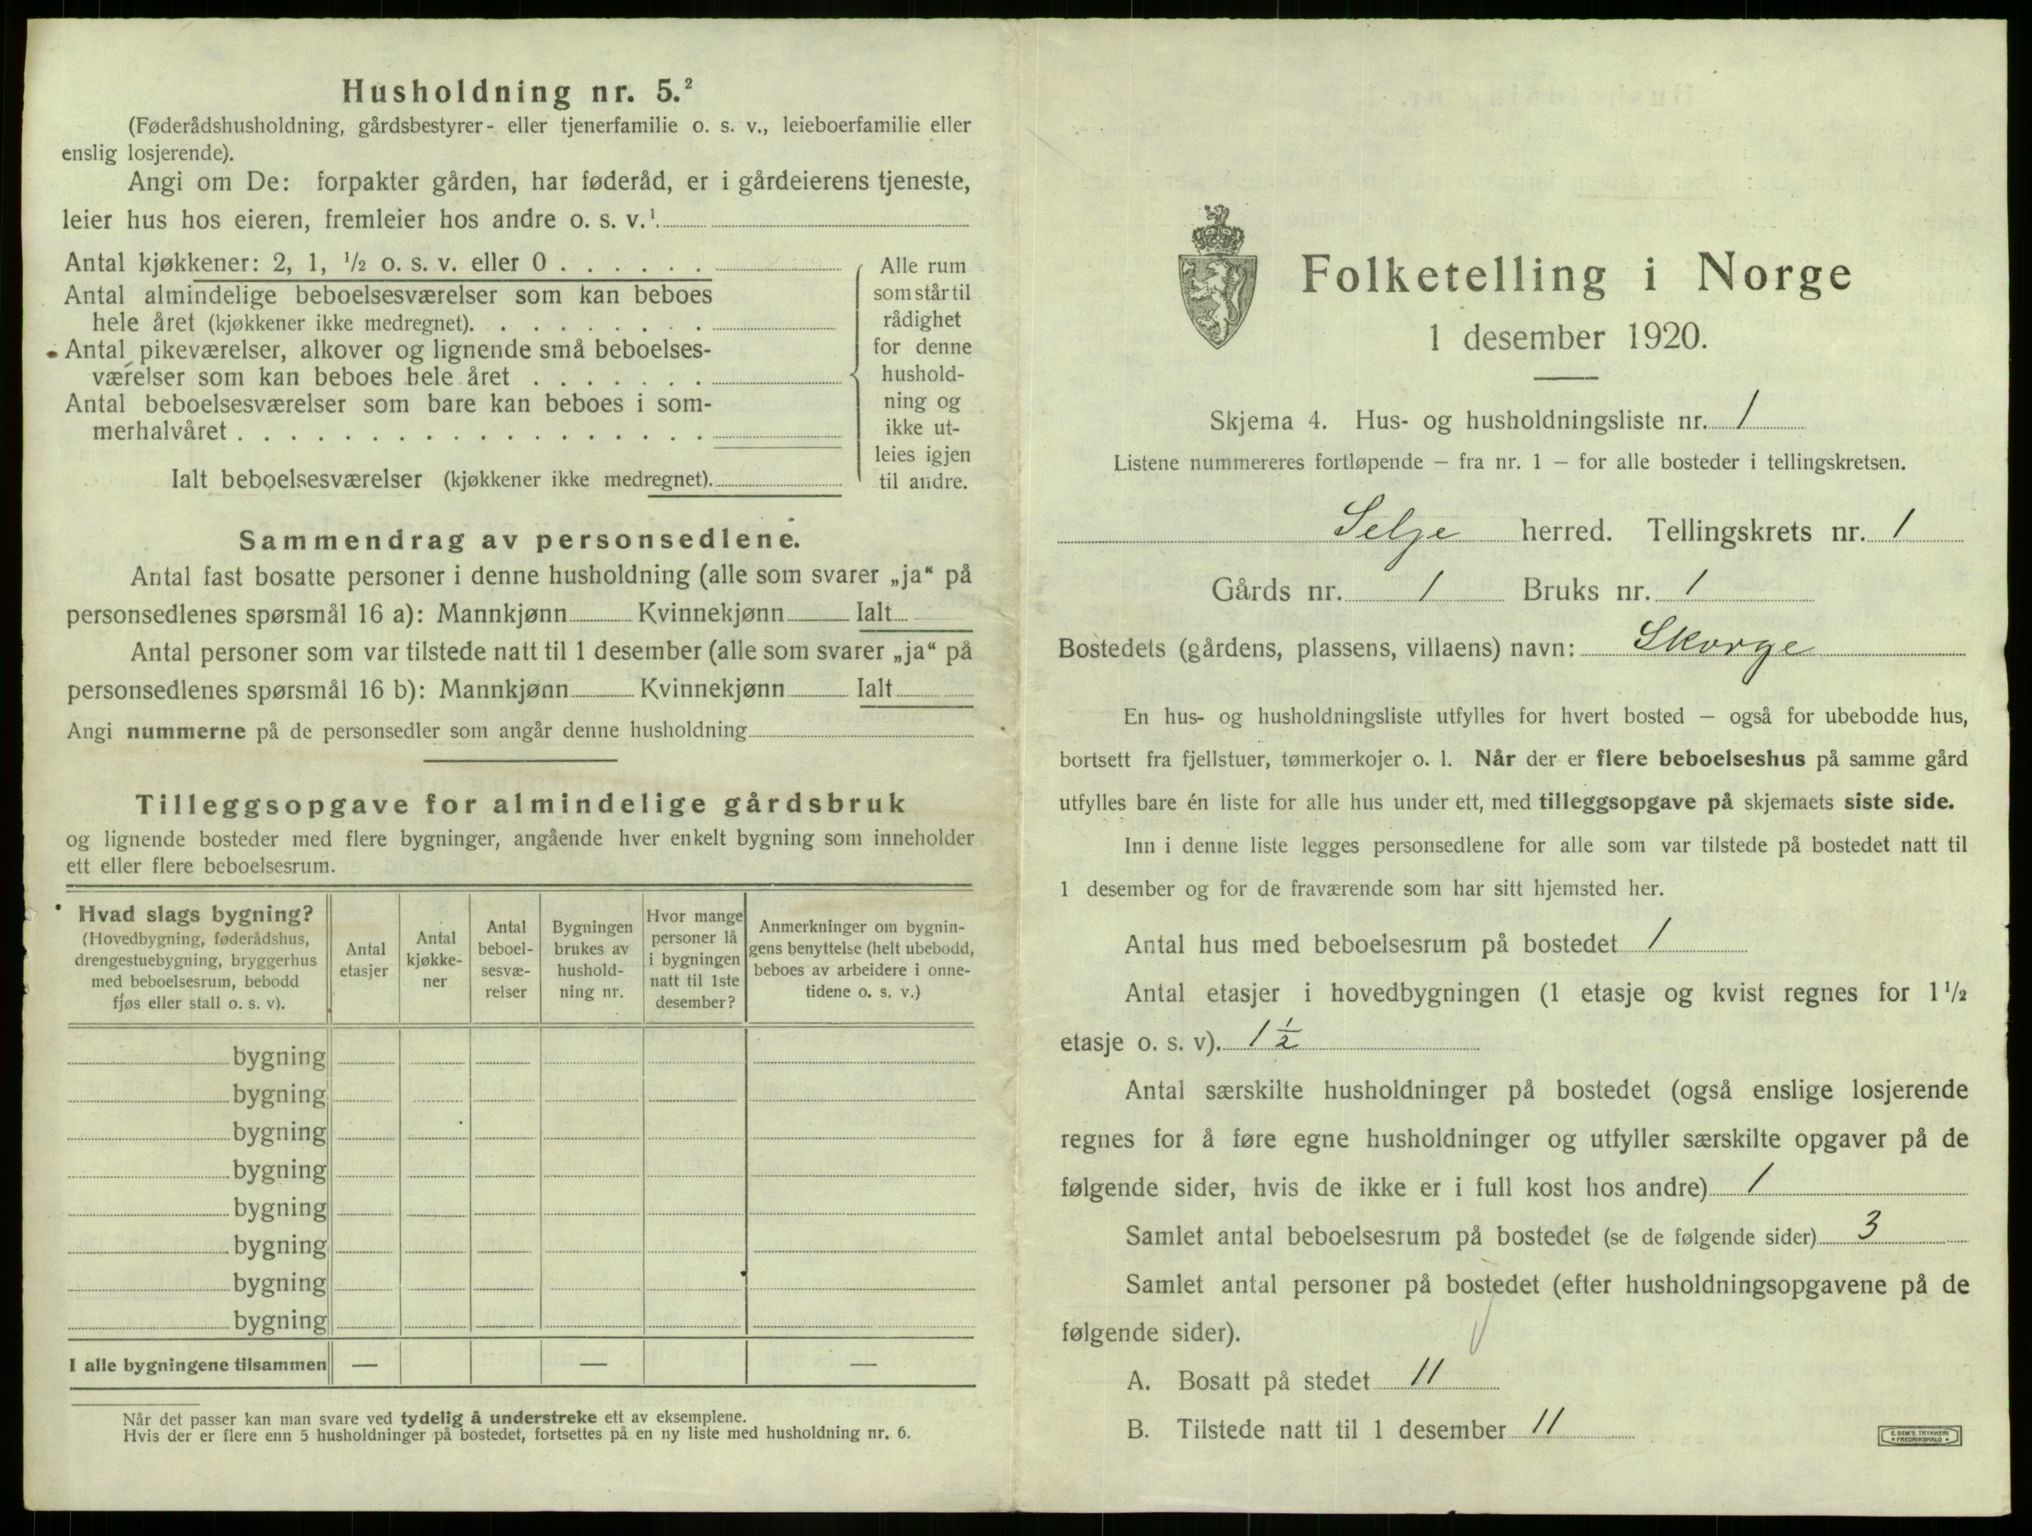 Husholdning nr. 5.²
(Føderådshusholdning, gårdsbestyrer- eller tjenerfamilie o. s. v., leieboerfamilie eller
enslig losjerende).
Angi om De: forpakter gården, har føderåd, er i gårdeierens tjeneste,
leier hus hos eieren, fremleier hos andre o. s. v.¹
Antal kjøkkener: 2, 1, ½ o. s. v. eller 0 . . . . . .
Antal almindelige beboelsesværelser som kan beboes
hele året (kjøkkener ikke medregnet). . . . . . . . .
Antal pikeværelser, alkover og lignende små beboelses-
værelser som kan beboes hele året . . . . . . .
Antal beboelsesværelser som bare kan beboes i som-
merhalvåret . . . . . . . . . . . . . . . . . .
Ialt beboelsesværelser (kjøkkener ikke medregnet).
Alle rum
som står til
rådighet
for denne
hushold-
ning og
ikke ut-
leies igjen
til andre.
Sammendrag av personsedlene.
Antal fast bosatte personer i denne husholdning (alle som svarer „ja“ på
personsedlenes spørsmål 16 a): Mannkjønn Kvinnekjønn Ialt
Antal personer som var tilstede natt til 1 desember (alle som svarer „ja“ på
personsedlenes spørsmål 16 b): Mannkjønn Kvinnekjønn Ialt
Angi nummerne på de personsedler som angår denne husholdning
Tilleggsopgave for almindelige gårdsbruk
og lignende bosteder med flere bygninger, angående hver enkelt bygning som inneholder
ett eller flere beboelsesrum.
Hvad slags bygning?
(Hovedbygning, føderådshus,
drengestuebygning, bryggerhus
med beboelsesrum, bebodd
fjøs eller stall o. s. v).
Antal
etasjer
Antal
kjøkke-
ner
Antal
beboel-
sesvæ-
relser
Bygningen
brukes av
hushold-
ning nr.
Hvor mange
personer lå
i bygningen
natt til 1ste
desember?
Anmerkninger om bygnin-
gens benyttelse (helt ubebodd,
beboes av arbeidere i onne-
tidene o. s. v.)
bygning
bygning
bygning
bygning
bygning
bygning
bygning
bygning
I alle bygningene tilsammen — — —
Når det passer kan man svare ved tydelig å understreke ett av eksemplene.
Hvis der er flere enn 5 husholdninger på bostedet, fortsettes på en ny liste med husholdning nr. 6.
Folketelling i Norge
1 desember 1920.
Skjema 4. Hus- og husholdningsliste nr. 1
Listene nummereres fortløpende – fra nr. 1 – for alle bosteder i tellingskretsen.
Selje herred. Tellingskrets nr. 1
Gårds nr. 1 Bruks nr. 1
Bostedets (gårdens, plassens, villaens) navn: Skorge
En hus- og husholdningsliste utfylles for hvert bosted – også for ubebodde hus,
bortsett fra fjellstuer, tømmerkojer o. l. Når der er flere beboelseshus på samme gård
utfylles bare én liste for alle hus under ett, med tilleggsopgave på skjemaets siste side.
Inn i denne liste legges personsedlene for alle som var tilstede på bostedet natt til
1 desember og for de fraværende som har sitt hjemsted her.
Antal hus med beboelsesrum på bostedet 1
Antal etasjer i hovedbygningen (1 etasje og kvist regnes for 1½
etasje o. s. v). 1½
Antal særskilte husholdninger på bostedet (også enslige losjerende
regnes for å føre egne husholdninger og utfyller særskilte opgaver på de
følgende sider, hvis de ikke er i full kost hos andre) 1
Samlet antal beboelsesrum på bostedet (se de følgende sider) 3
Samlet antal personer på bostedet (efter husholdningsopgavene på de
følgende sider).
A. Bosatt på stedet 11
B. Tilstede natt til 1 desember 11
E. SEM'S TRYKKERI
FREDRIKSHALD